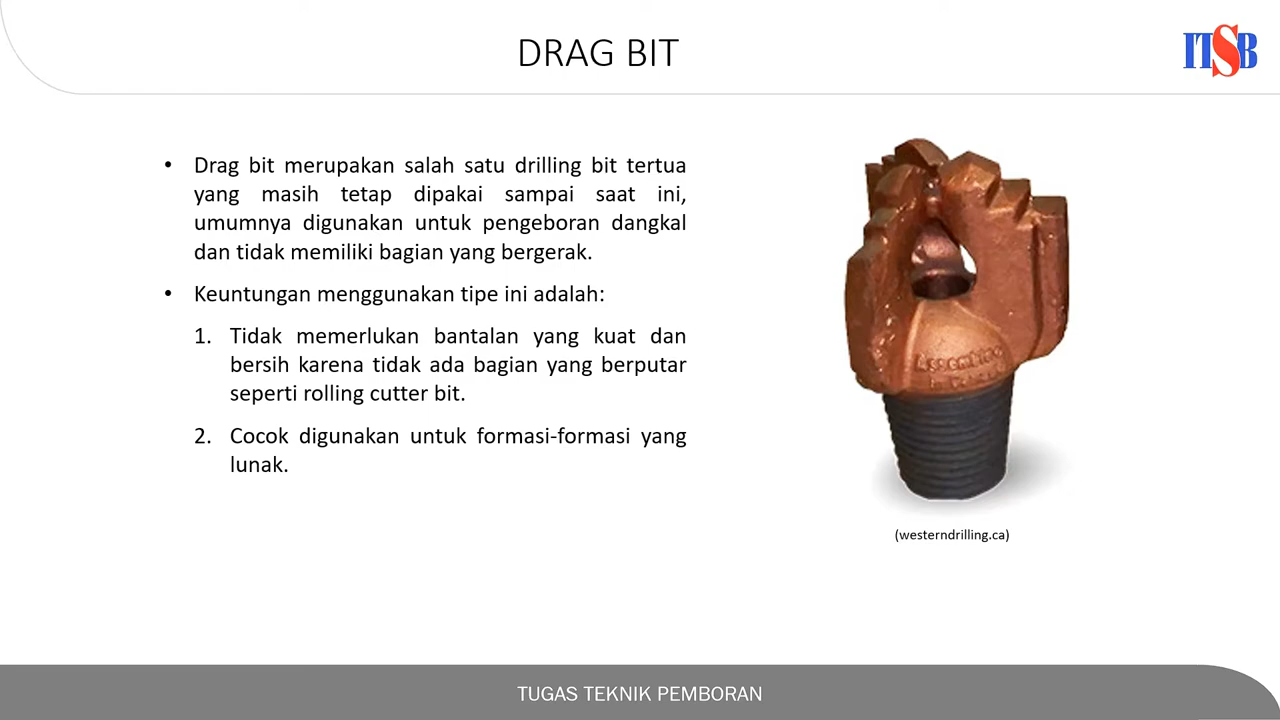 DRAG BIT
ITSB
• Drag bit merupakan salah satu drilling bit tertua
yang masih tetap dipakai sampai saat ini,
umumnya digunakan untuk pengeboran dangkal
dan tidak memiliki bagian yang bergerak.
• Keuntungan menggunakan tipe ini adalah:
1. Tidak memerlukan bantalan yang kuat dan
bersih karena tidak ada bagian yang berputar
seperti rolling cutter bit.
2. Cocok digunakan untuk formasi-formasi yang
lunak.
(westerndrilling.ca)
TUGAS TEKNIK PEMBORAN